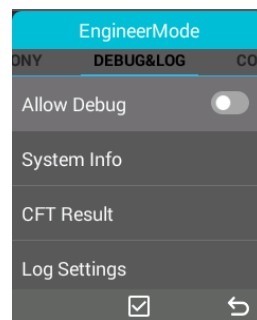 EngineerMode
ONY DEBUG&LOG CO
Allow Debug
System Info
CFT Result
Log Settings